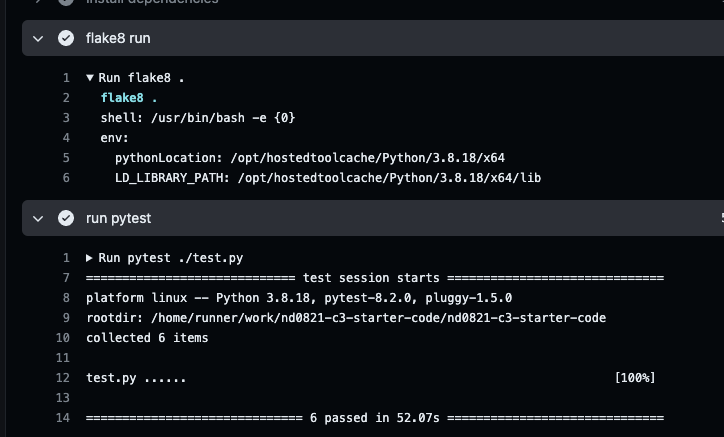 Install dependencies
flake8 run
1 ▼ Run flake8 .
2 flake8 .
3 shell: /usr/bin/bash -e {0}
4 env:
5 pythonLocation: /opt/hostedtoolcache/Python/3.8.18/x64
6 LD_LIBRARY_PATH: /opt/hostedtoolcache/Python/3.8.18/x64/lib
run pytest
1 ▶ Run pytest ./test.py
7 ============================= test session starts ==============================
8 platform linux -- Python 3.8.18, pytest-8.2.0, pluggy-1.5.0
9 rootdir: /home/runner/work/nd0821-c3-starter-code/nd0821-c3-starter-code
10 collected 6 items
11
12 test.py ...... [100%]
13
14 ============================== 6 passed in 52.07s ==============================